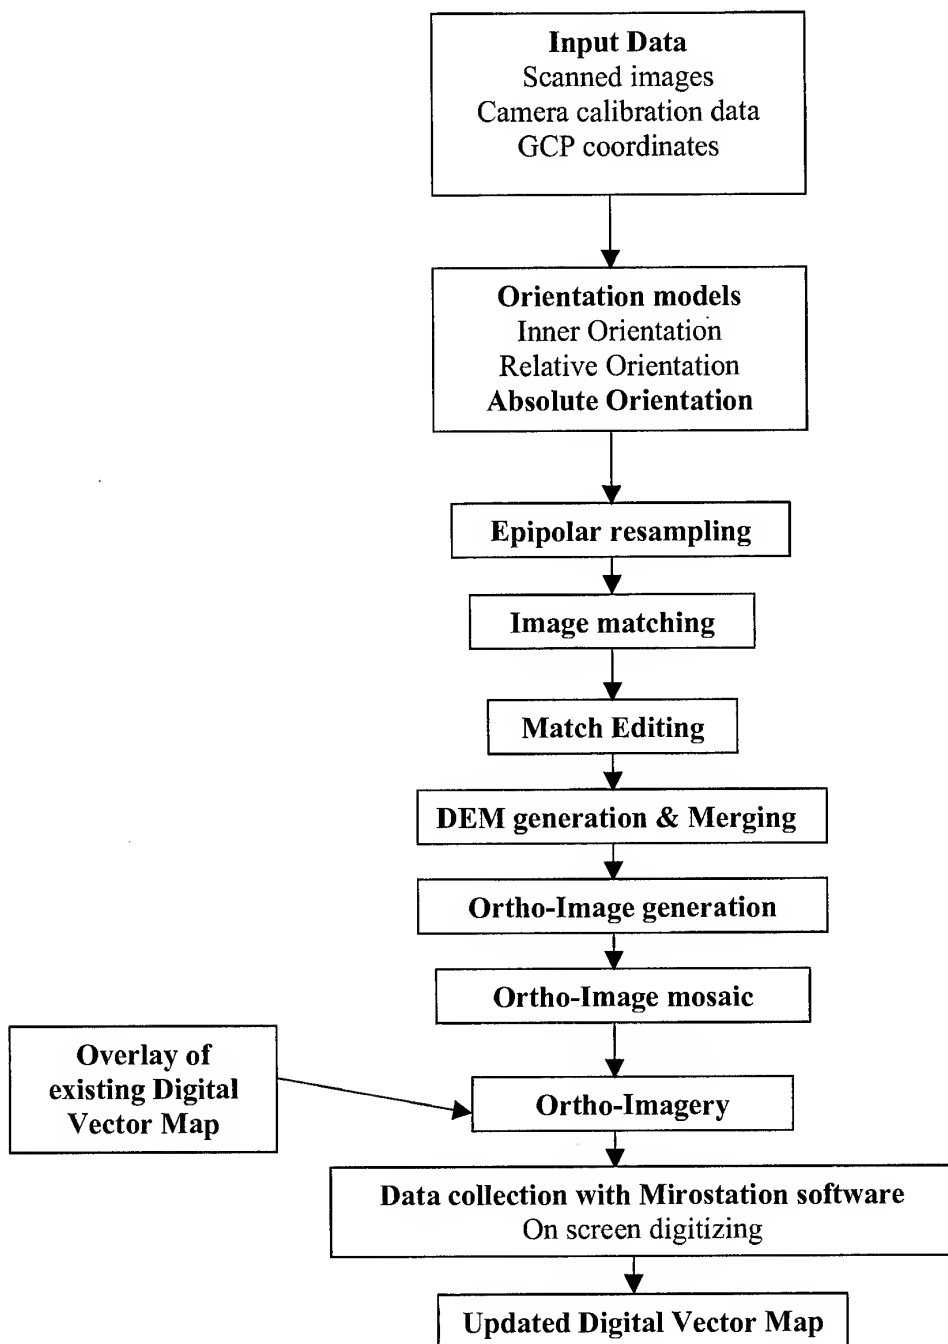 Input Data
Scanned images
Camera calibration data
GCP coordinates
Orientation models
Inner Orientation
Relative Orientation
Absolute Orientation
Epipolar resampling
Image matching
Match Editing
DEM generation & Merging
Ortho-Image generation
Ortho-Image mosaic
Overlay of
existing Digital
Vector Map
Ortho-Imagery
Data collection with Mirostation software
On screen digitizing
Updated Digital Vector Map